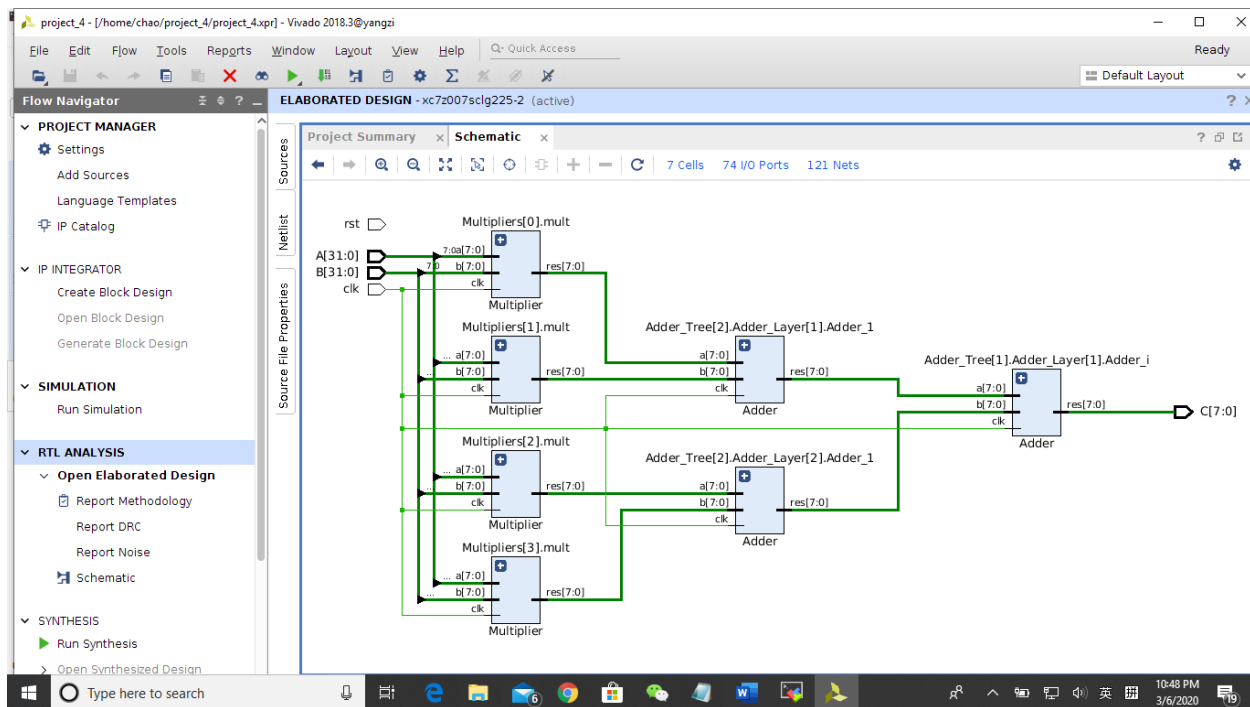 project_4 - [/home/chao/project_4/project_4.xpr] - Vivado 2018.3@yangzi
File Edit Flow Tools Reports Window Layout View Help Q- Quick Access Ready
Default Layout
Flow Navigator
ELABORATED DESIGN - xc7z007sclg225-2 (active)
PROJECT MANAGER
Settings
Add Sources
Language Templates
IP Catalog
IP INTEGRATOR
Create Block Design
Open Block Design
Generate Block Design
SIMULATION
Run Simulation
RTL ANALYSIS
Open Elaborated Design
Report Methodology
Report DRC
Report Noise
Schematic
SYNTHESIS
Run Synthesis
Open Synthesized Design
Sources
Netlist
Source File Properties
Project Summary Schematic
7 Cells 74 I/O Ports 121 Nets
rst
A[31:0]
B[31:0]
clk
Multipliers[0].mult
7:0 a[7:0]
7:0 b[7:0]
clk
res[7:0]
Multiplier
Multipliers[1].mult
... a[7:0]
... b[7:0]
clk
res[7:0]
Multiplier
Multipliers[2].mult
... a[7:0]
... b[7:0]
clk
res[7:0]
Multiplier
Multipliers[3].mult
... a[7:0]
... b[7:0]
clk
res[7:0]
Multiplier
Adder_Tree[2].Adder_Layer[1].Adder_1
a[7:0]
b[7:0]
clk
res[7:0]
Adder
Adder_Tree[2].Adder_Layer[2].Adder_1
a[7:0]
b[7:0]
clk
res[7:0]
Adder
Adder_Tree[1].Adder_Layer[1].Adder_i
a[7:0]
b[7:0]
clk
res[7:0]
Adder
C[7:0]
Type here to search
6
英
拼
10:48 PM
3/6/2020
19